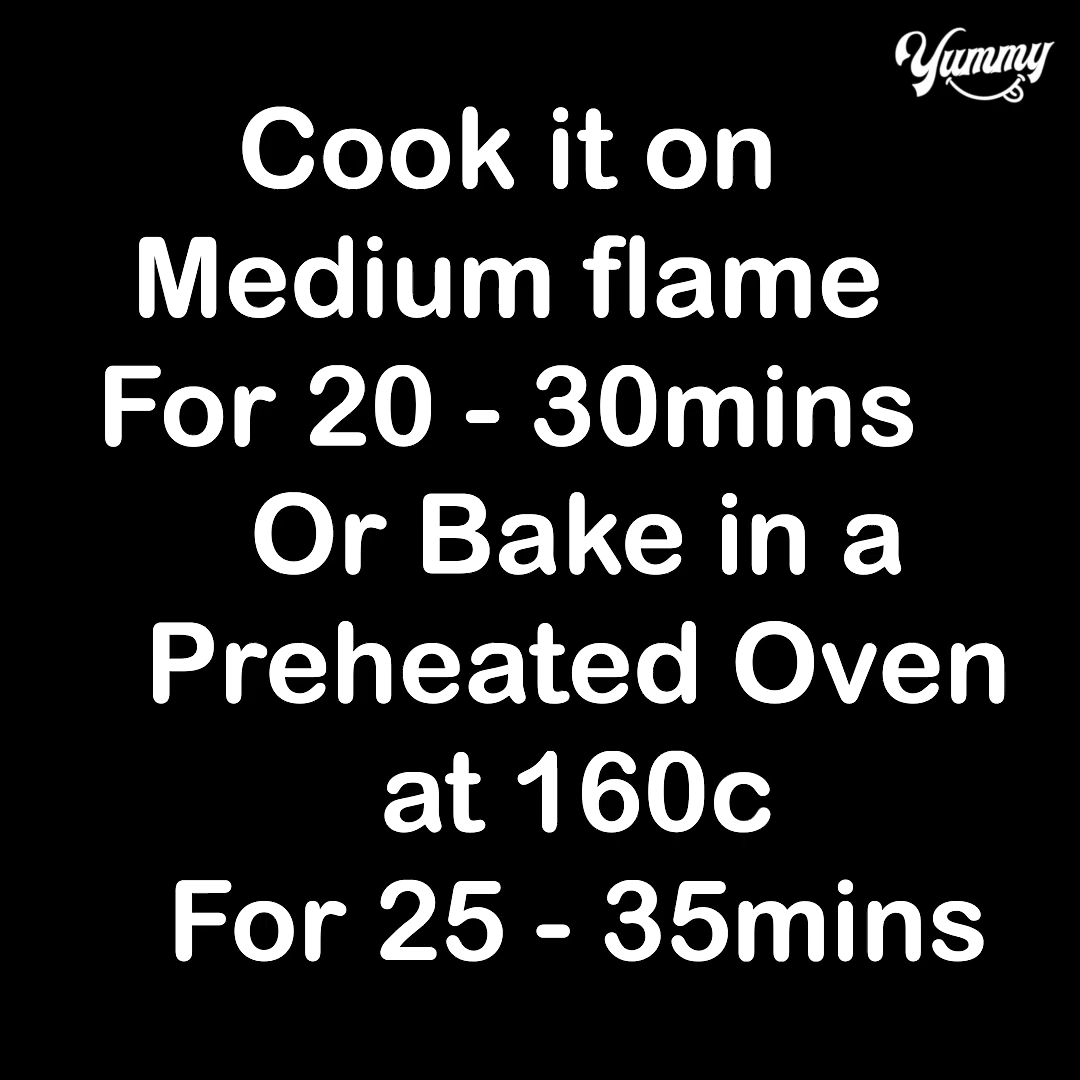 Yummy
Cook it on
Medium flame
For 20 - 30mins
Or Bake in a
Preheated Oven
at 160c
For 25 - 35mins